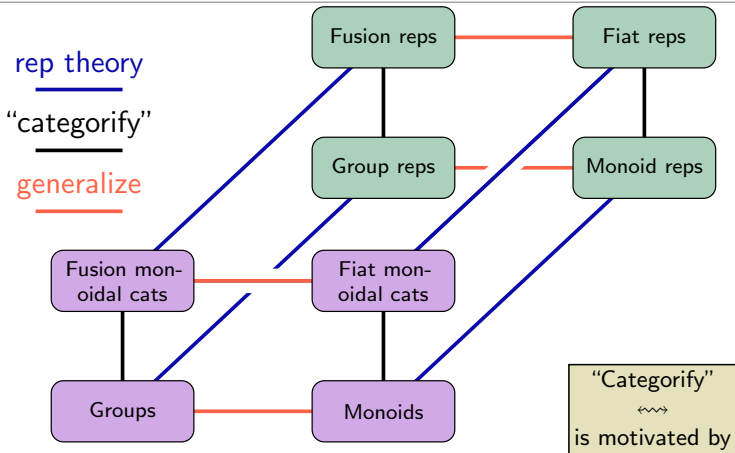 Fusion reps
Fiat reps
rep theory
“categorify”
generalize
Group reps
Monoid reps
Fusion mon-
oidal cats
Fiat mon-
oidal cats
Groups
Monoids
“Categorify”
↭
is motivated by